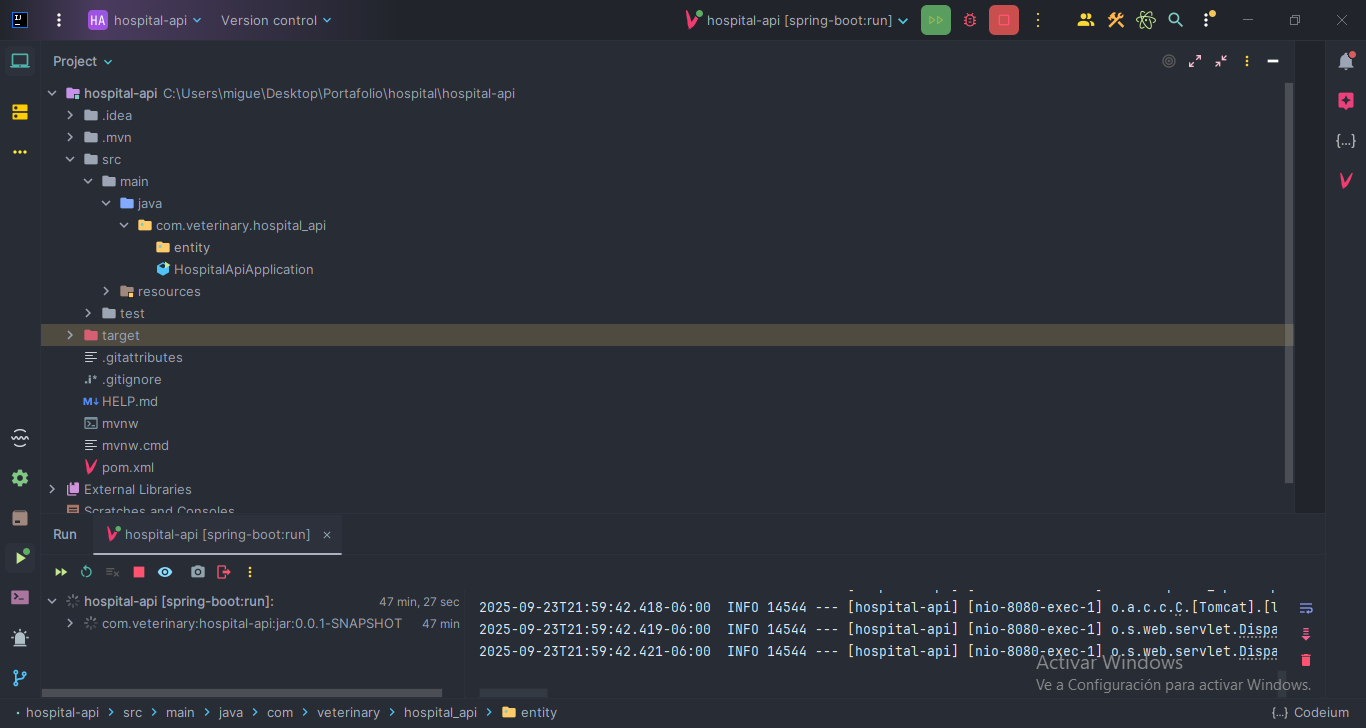 HA hospital-api Version control hospital-api [spring-boot:run]
Project
hospital-api C:\Users\migue\Desktop\Portafolio\hospital\hospital-api
.idea
.mvn
src
main
java
com.veterinary.hospital_api
entity
HospitalApiApplication
resources
test
target
.gitattributes
.gitignore
HELP.md
mvnw
mvnw.cmd
pom.xml
External Libraries
Scratches and Consoles
Run hospital-api [spring-boot:run]
hospital-api [spring-boot:run]: 47 min, 27 sec
com.veterinary:hospital-api:jar:0.0.1-SNAPSHOT 47 min
2025-09-23T21:59:42.418-06:00 INFO 14544 --- [hospital-api] [nio-8080-exec-1] o.a.c.c.C.[Tomcat].[l
2025-09-23T21:59:42.419-06:00 INFO 14544 --- [hospital-api] [nio-8080-exec-1] o.s.web.servlet.Dispa
2025-09-23T21:59:42.421-06:00 INFO 14544 --- [hospital-api] [nio-8080-exec-1] o.s.web.servlet.Dispa
Activar Windows
Ve a Configuración para activar Windows.
hospital-api > src > main > java > com > veterinary > hospital_api > entity {...} Codeium